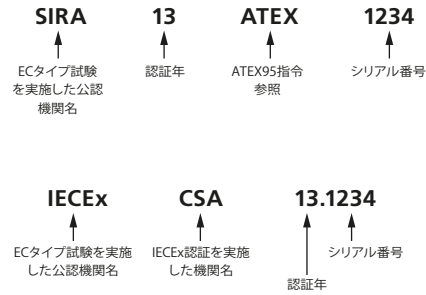 SIRA 13 ATEX 1234
ECタイプ試験
を実施した公認
機関名
認証年
ATEX95指令
参照
シリアル番号
IECEx CSA 13.1234
ECタイプ試験を実施
した公認機関名
IECEx認証を実施
した機関名
認証年
シリアル番号